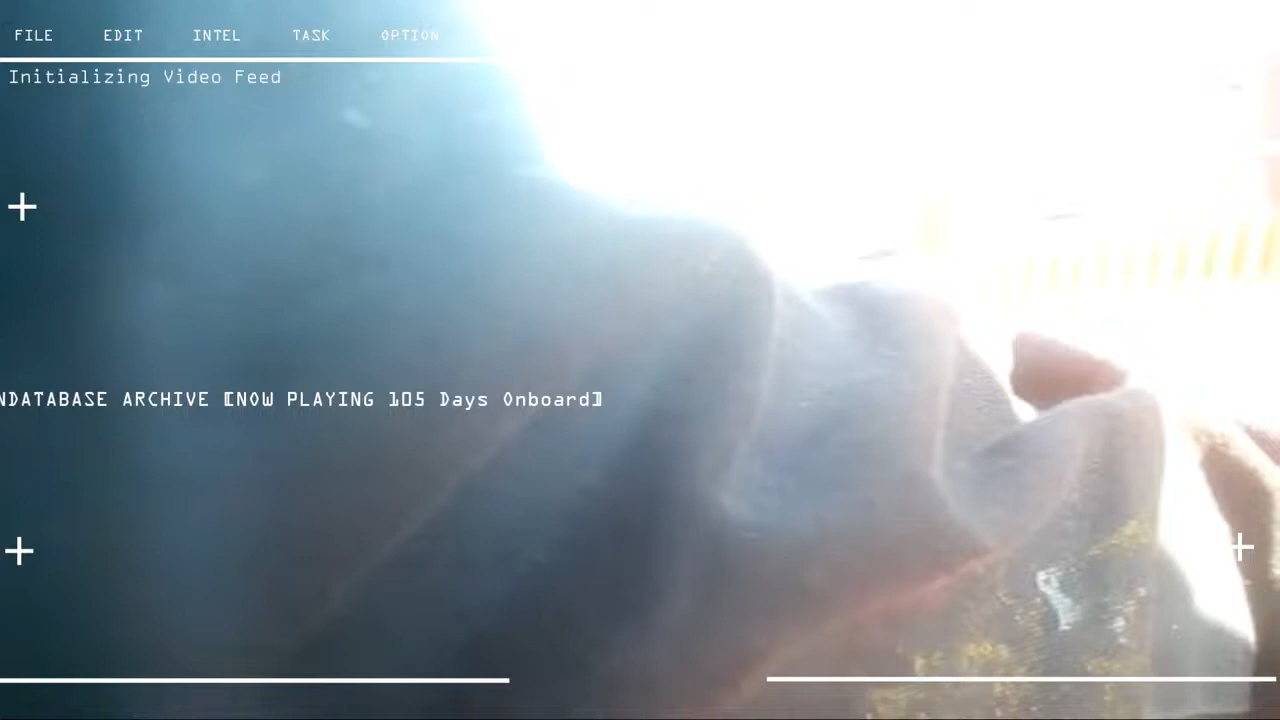 FILE EDIT INTEL TASK OPTION
Initializing Video Feed
NDATABASE ARCHIVE [NOW PLAYING 105 Days Onboard]